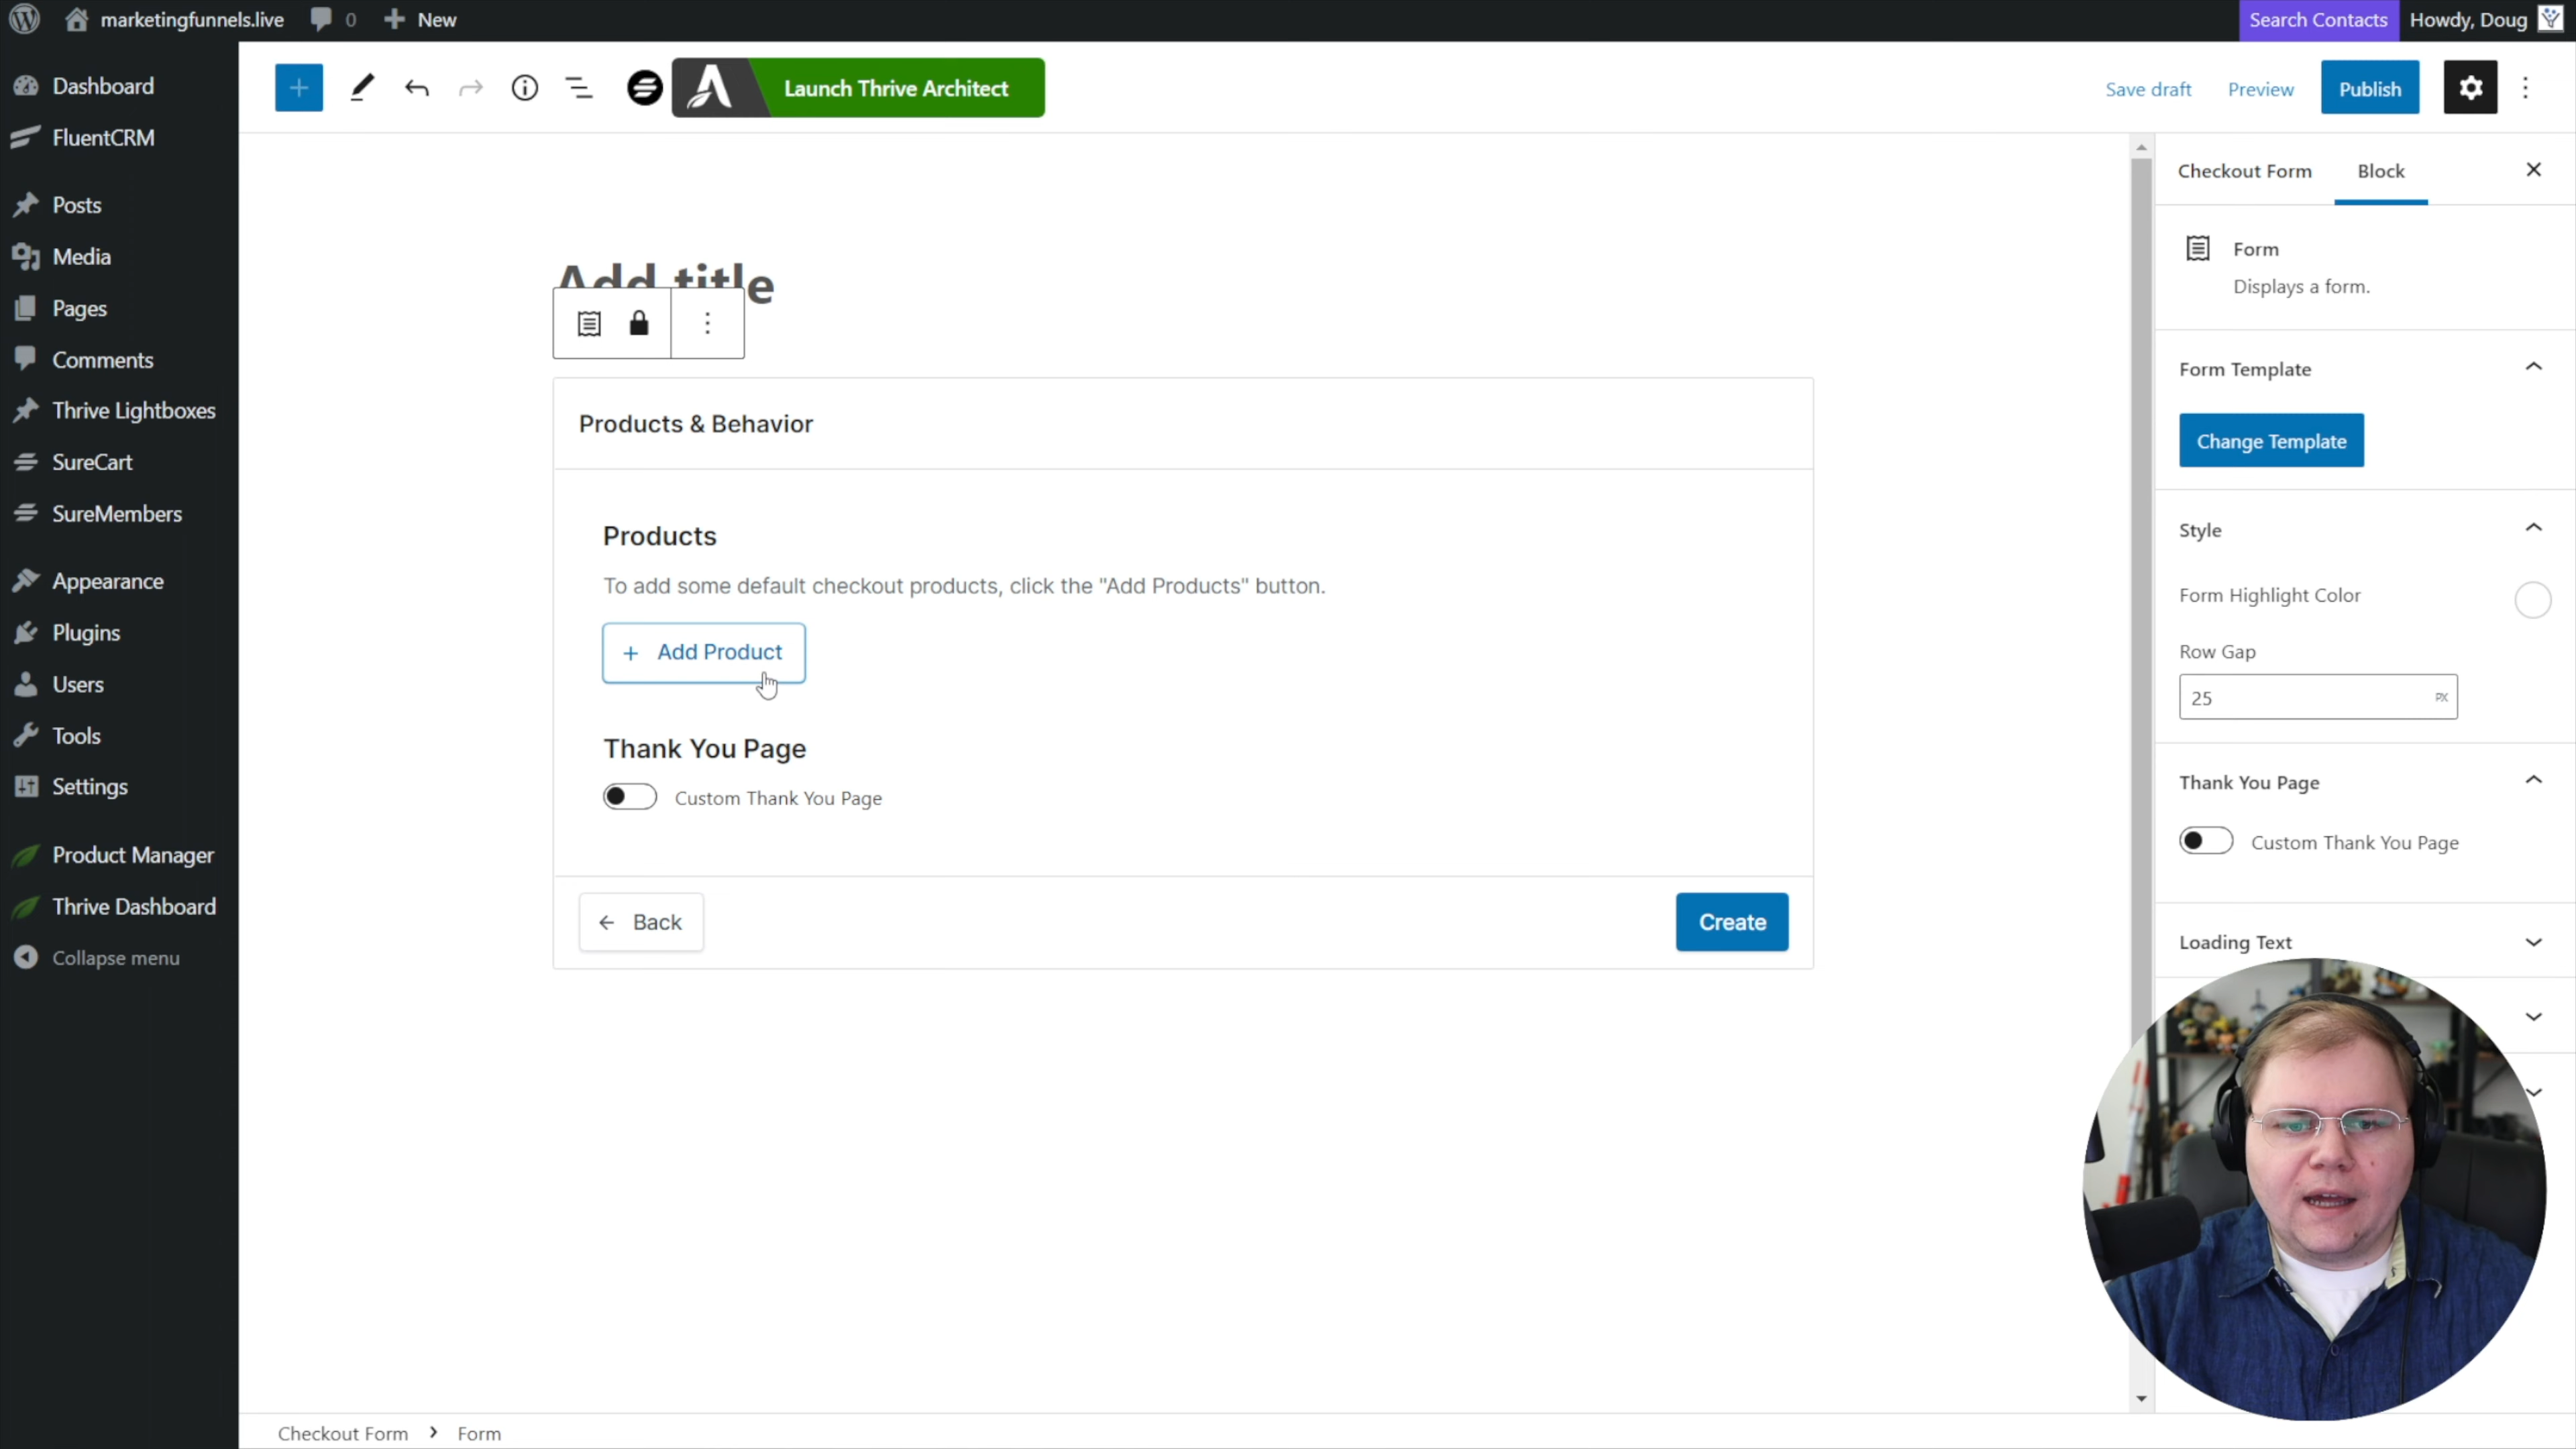 marketingfunnels.live
0
New
Search Contacts
Howdy, Doug
Dashboard
FluentCRM
Posts
Media
Pages
Comments
Thrive Lightboxes
SureCart
SureMembers
Appearance
Plugins
Users
Tools
Settings
Product Manager
Thrive Dashboard
Collapse menu
Launch Thrive Architect
Save draft
Preview
Publish
Add title
Products & Behavior
Products
To add some default checkout products, click the "Add Products" button.
+ Add Product
Thank You Page
Custom Thank You Page
Back
Create
Checkout Form
Block
Form
Displays a form.
Form Template
Change Template
Style
Form Highlight Color
Row Gap
25
PX
Thank You Page
Custom Thank You Page
Loading Text
Checkout Form > Form